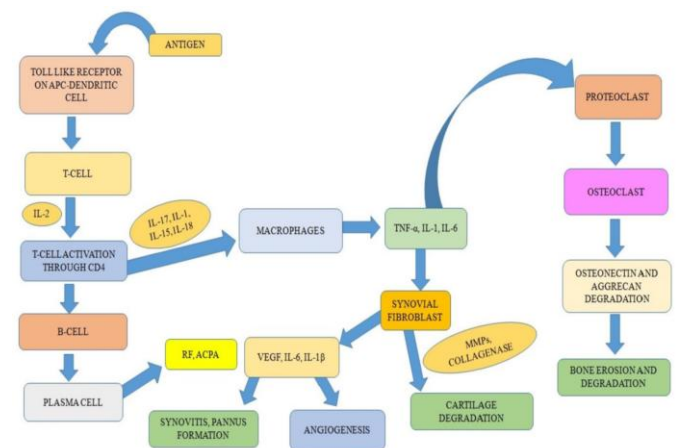 ANTIGEN
TOLL LIKE RECEPTOR
ON APC-DENDRITIC
CELL
T-CELL
IL-2
T-CELLACTIVATION
THROUGH CD4
B-CELL
PLASMA CELL
RF, ACPA
IL-17, IL-1,
IL-15, IL-18
MACROPHAGES
TNF-α, IL-1, IL-6
SYNOVIAL
FIBROBLAST
VEGF, IL-6, IL-1β
SYNOVITIS, PANNUS
FORMATION
ANGIOGENESIS
MMPs,
COLLAGENASE
CARTILAGE
DEGRADATION
PROTEOCLAST
OSTEOCLAST
OSTEONECTIN AND
AGGRECAN
DEGRADATION
BONE EROSION AND
DEGRADATION